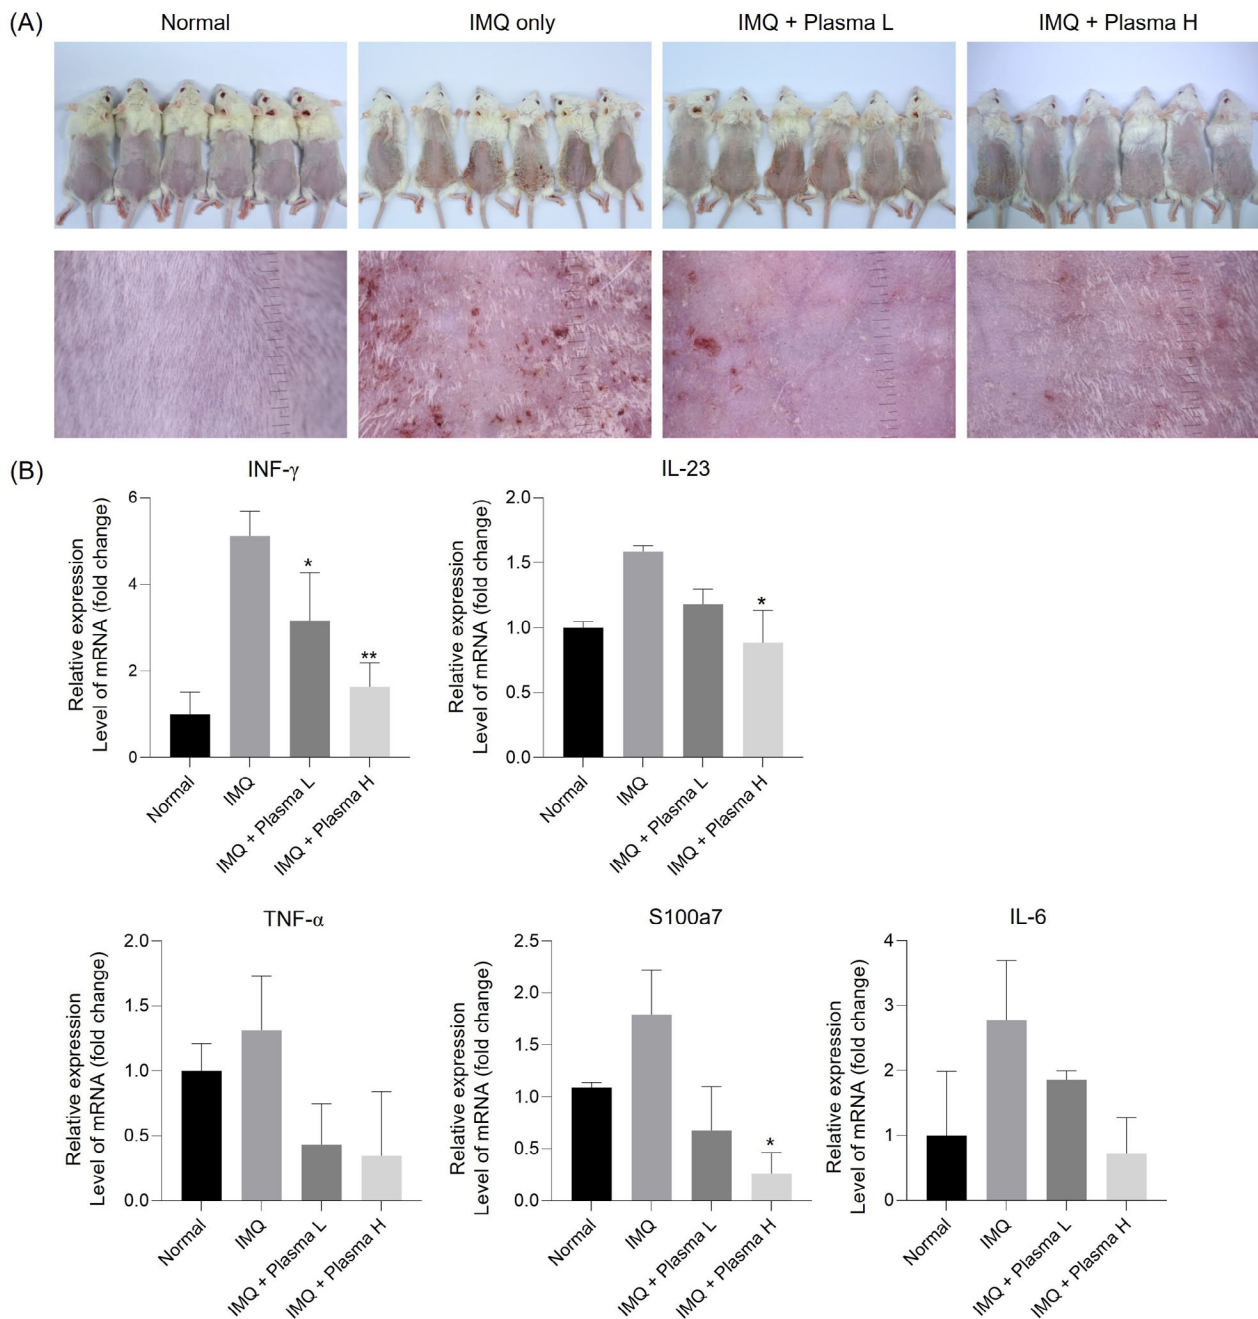 (A)
Normal
IMQ only
IMQ + Plasma L
IMQ + Plasma H
(B)
INF-γ
Relative expression
Level of mRNA (fold change)
6
4
2
0
*
**
Normal
IMQ
IMQ + Plasma L
IMQ + Plasma H
IL-23
Relative expression
Level of mRNA (fold change)
2.0
1.5
1.0
0.5
0.0
*
Normal
IMQ
IMQ + Plasma L
IMQ + Plasma H
TNF-α
Relative expression
Level of mRNA (fold change)
2.0
1.5
1.0
0.5
0.0
Normal
IMQ
IMQ + Plasma L
IMQ + Plasma H
S100a7
Relative expression
Level of mRNA (fold change)
2.5
2.0
1.5
1.0
0.5
0.0
*
Normal
IMQ
IMQ + Plasma L
IMQ + Plasma H
IL-6
Relative expression
Level of mRNA (fold change)
4
3
2
1
0
Normal
IMQ
IMQ + Plasma L
IMQ + Plasma H